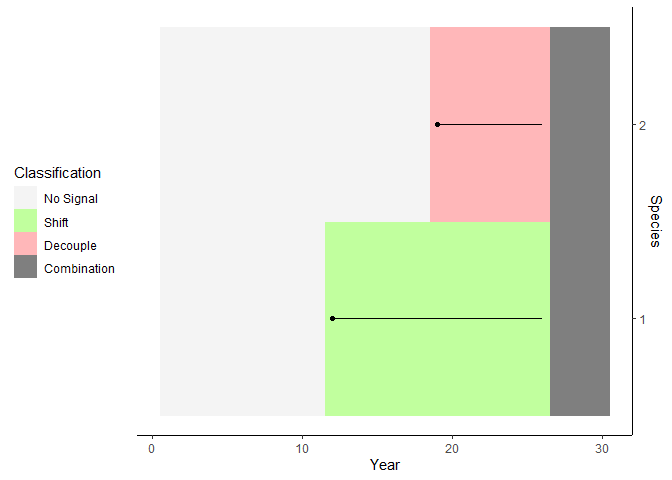 Classification
No Signal
Shift
Decouple
Combination
2
1
Species
0
10
20
30
Year